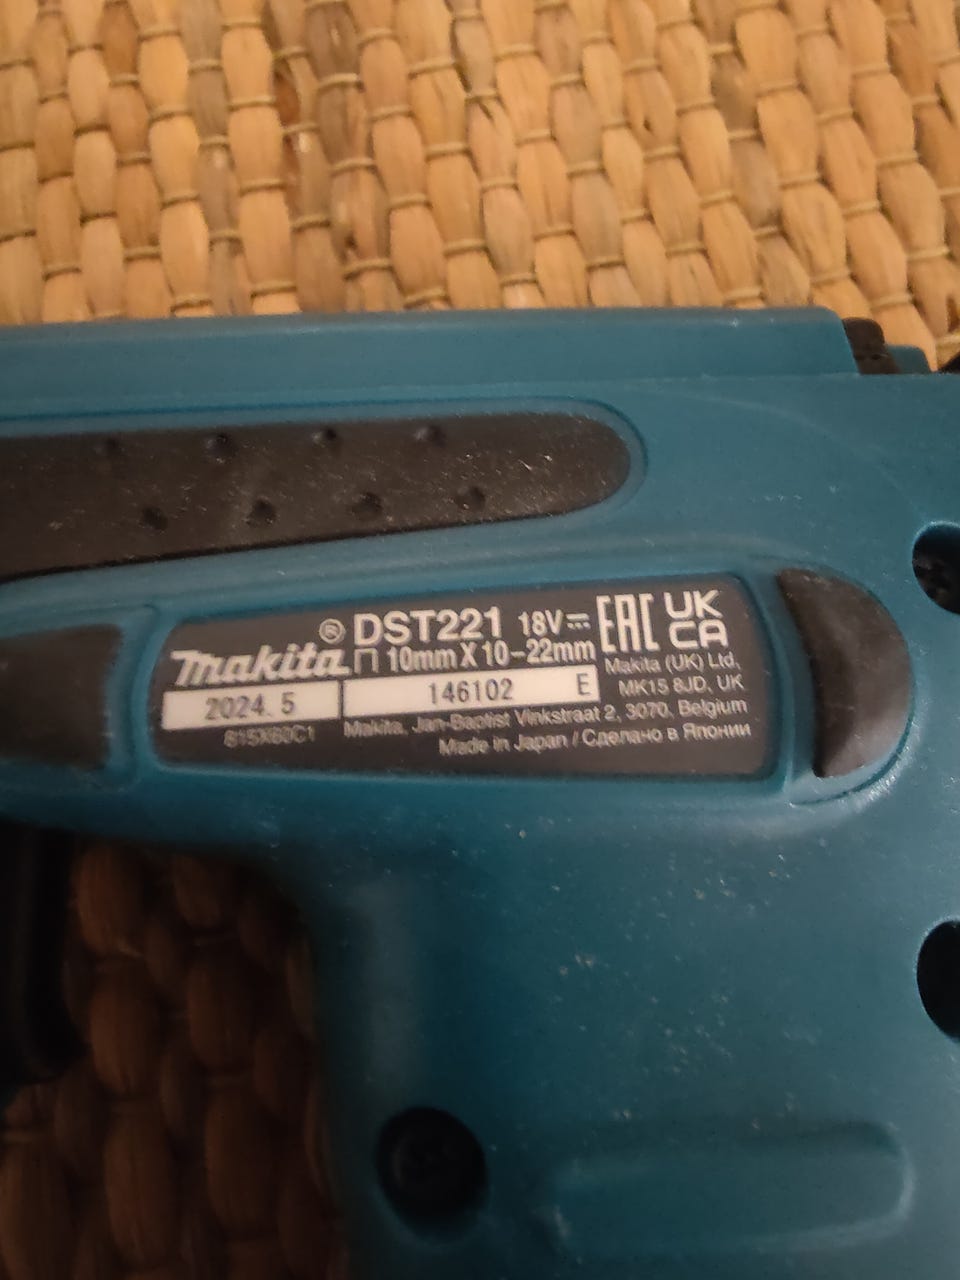 makita® DST221 18V⎓ EAC UK CA
⊓ 10mm X 10-22mm Makita (UK) Ltd,
2024. 5 146102 E MK15 8JD, UK
815X60C1 Makita, Jan-Baptist Vinkstraat 2, 3070, Belgium
Made in Japan / Сделано в Японии